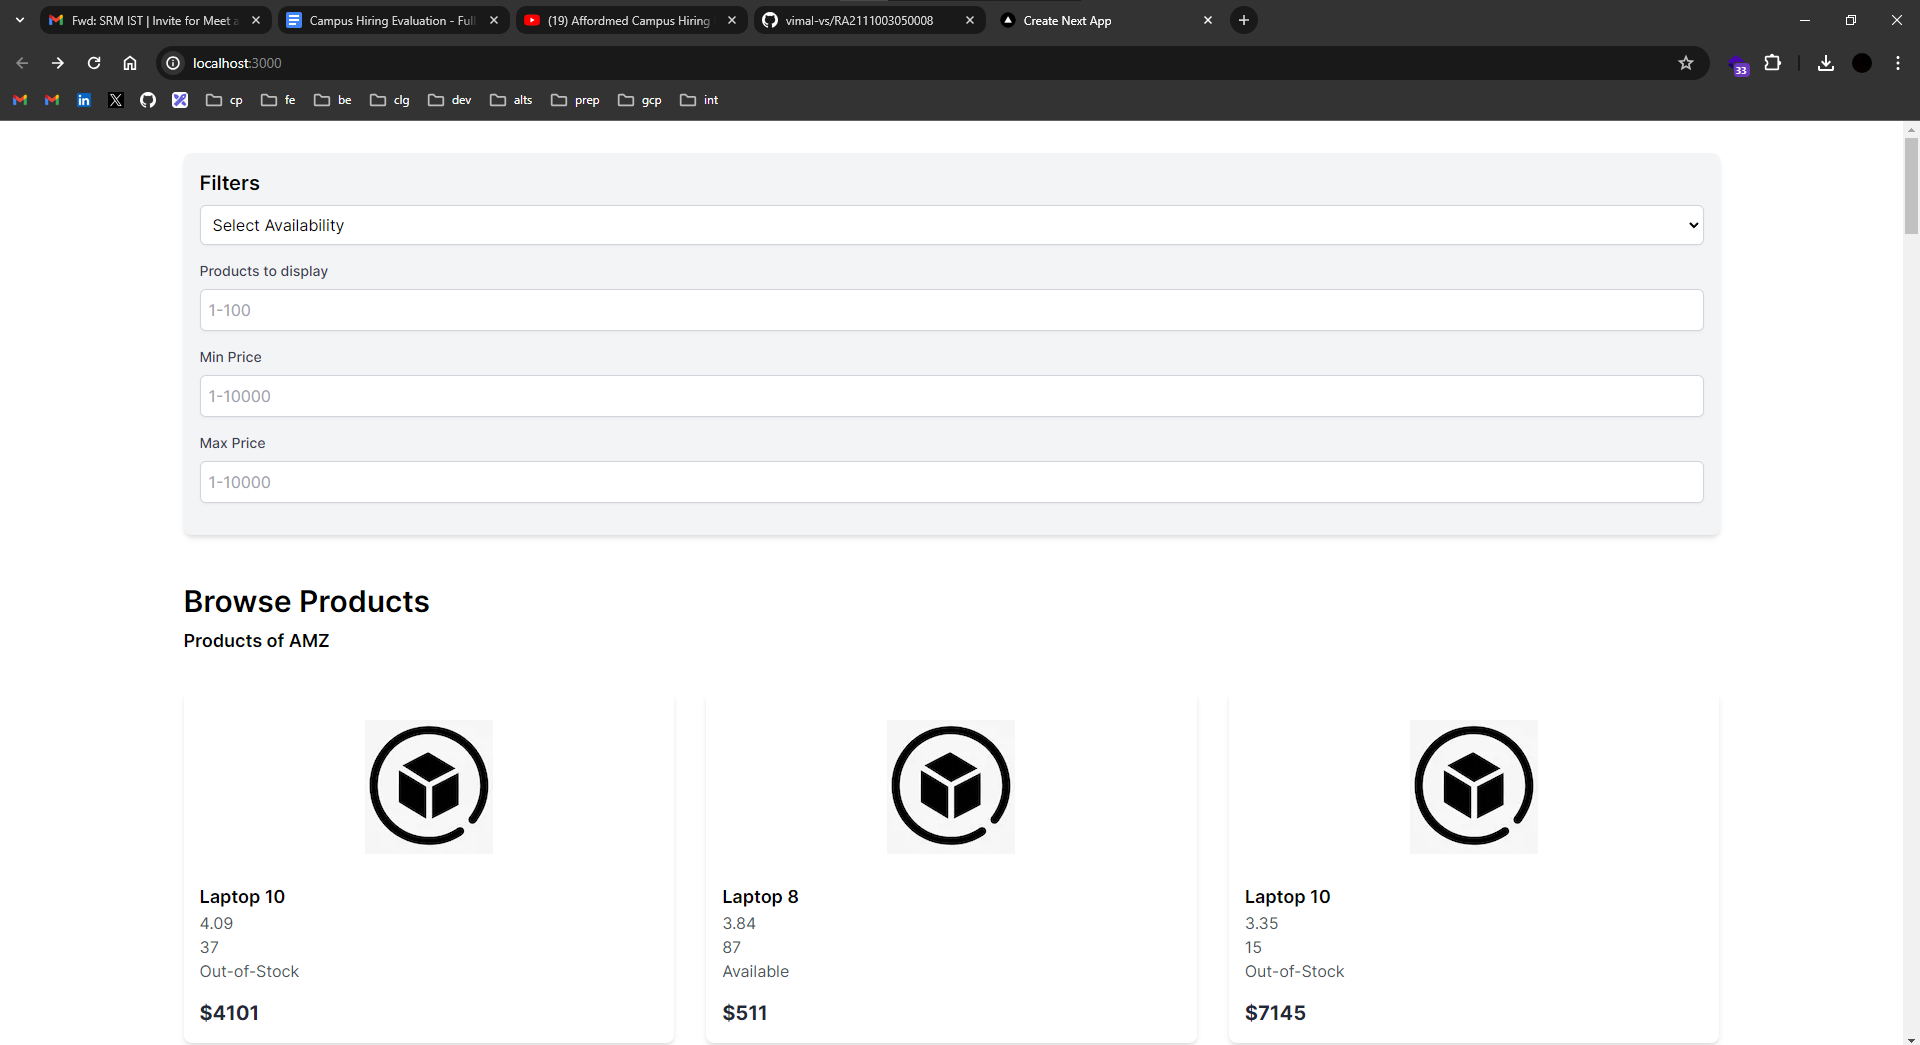 Fwd: SRM IST | Invite for Meet a
Campus Hiring Evaluation - Full
(19) Affordmed Campus Hiring
vimal-vs/RA2111003050008
Create Next App
localhost:3000
33
in
X
cp
fe
be
clg
dev
alts
prep
gcp
int
Filters
Select Availability
Products to display
1-100
Min Price
1-10000
Max Price
1-10000
Browse Products
Products of AMZ
Laptop 10
4.09
37
Out-of-Stock
$4101
Laptop 8
3.84
87
Available
$511
Laptop 10
3.35
15
Out-of-Stock
$7145